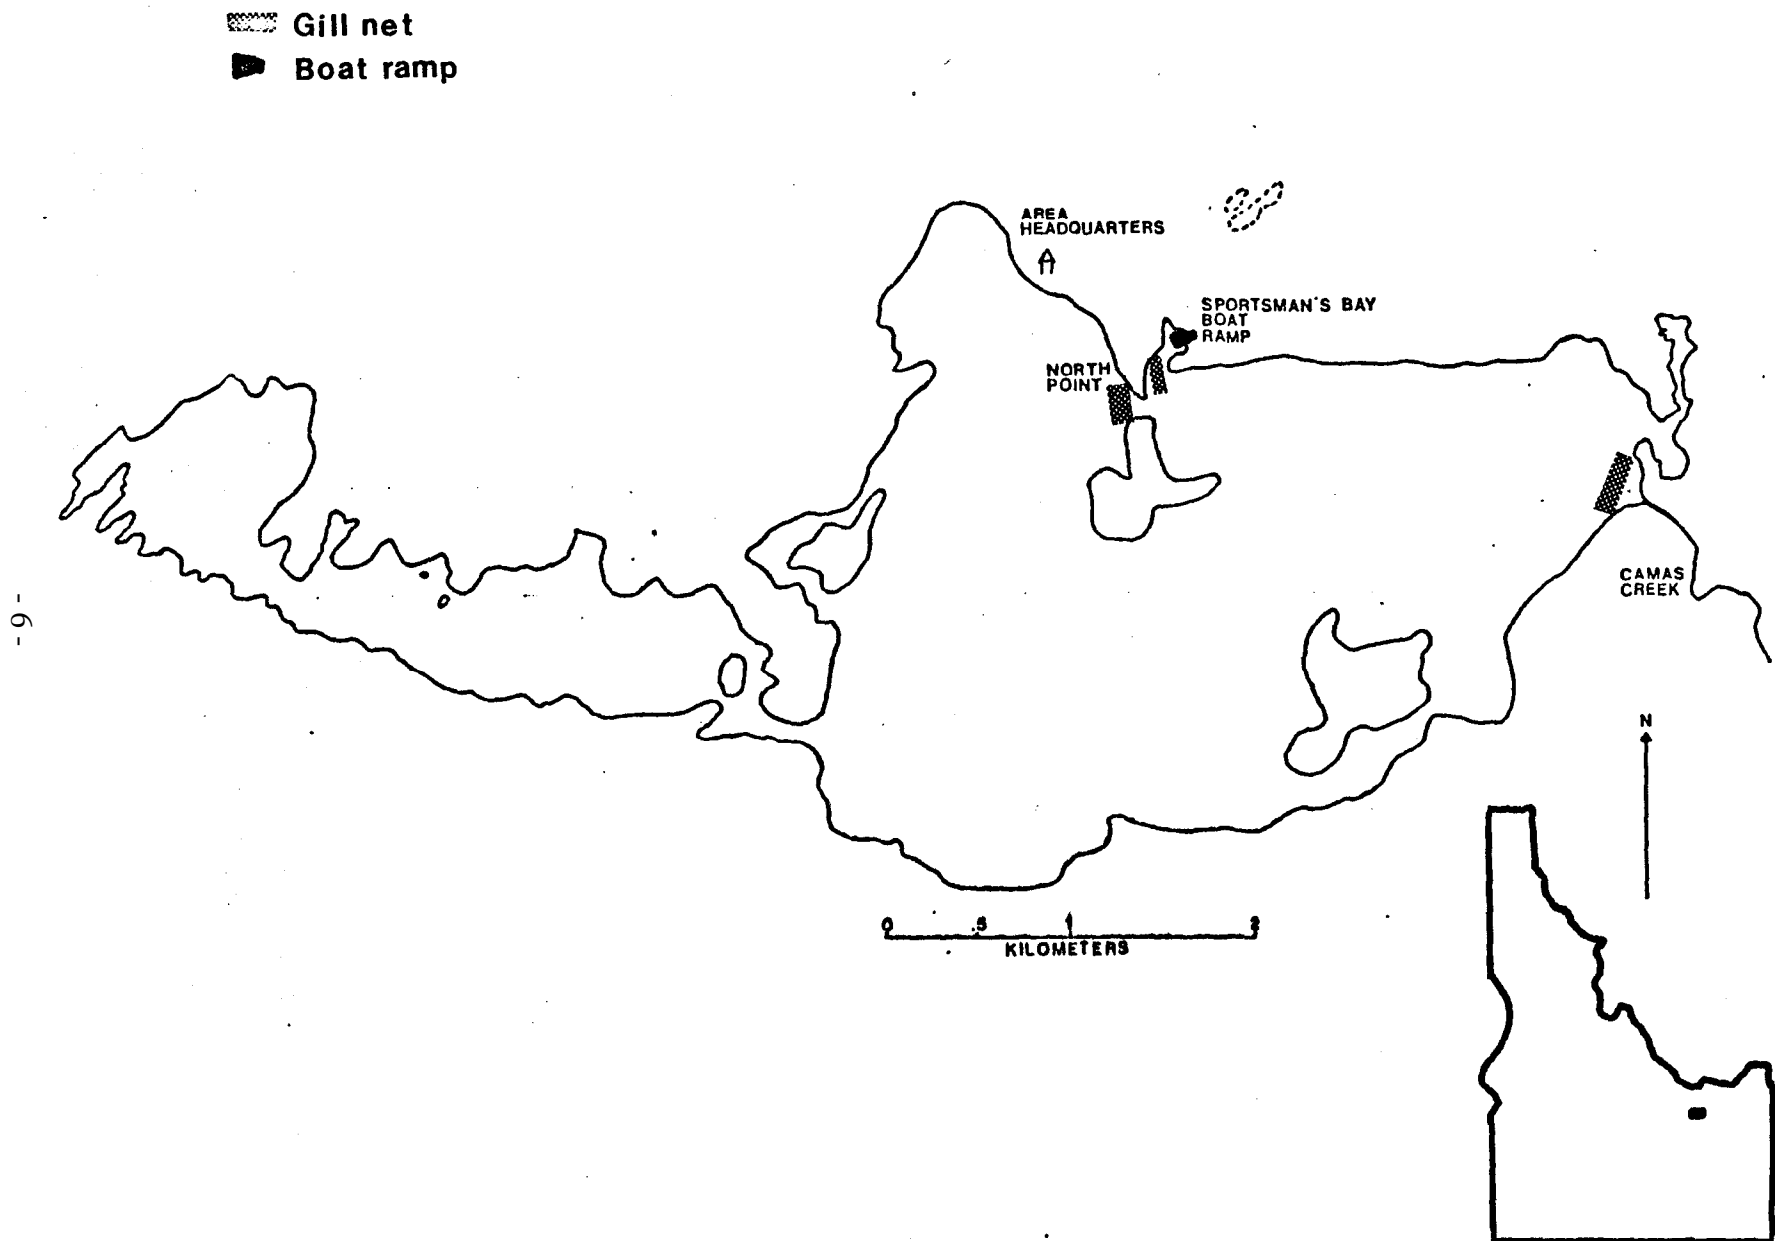 Gill net
Boat ramp
AREA
HEADQUARTERS
SPORTSMAN'S BAY
BOAT
RAMP
NORTH
POINT
CAMAS
CREEK
N
0 .5 1 2
KILOMETERS
-9-